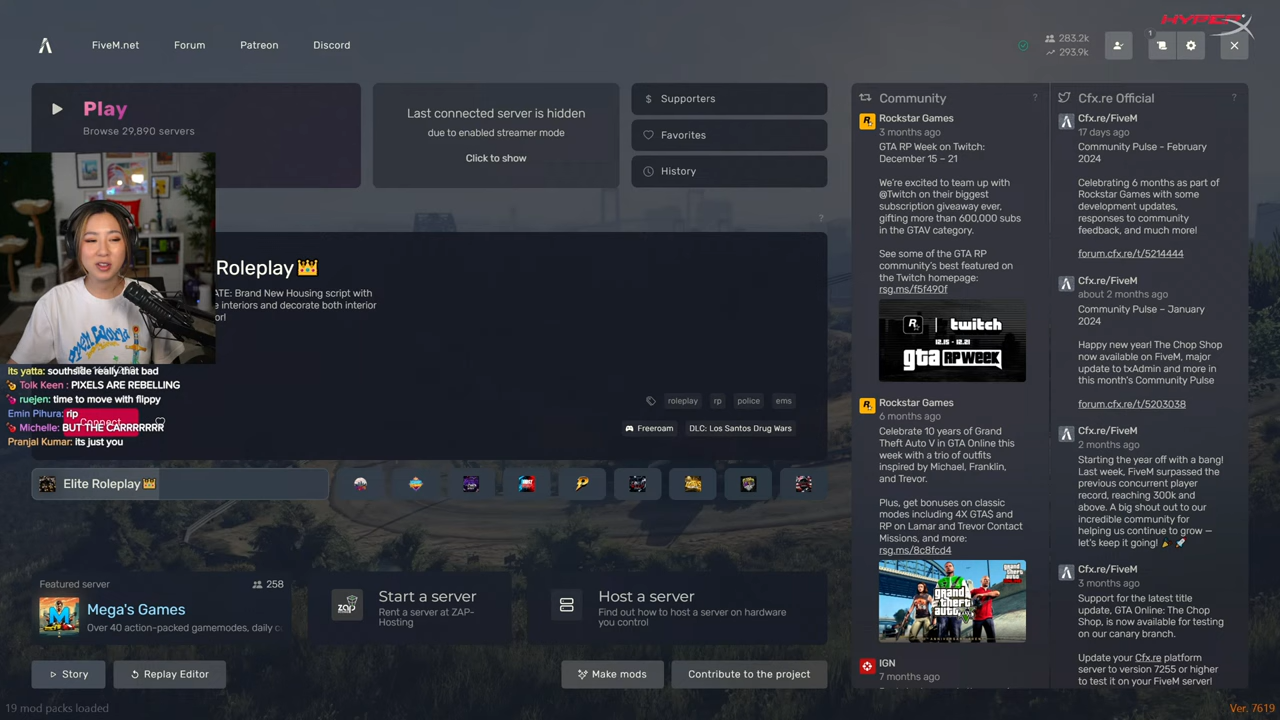 HYPERX
FiveM.net
Forum
Patreon
Discord
283.2k
293.9k
1
Play
Browse 29,890 servers
Last connected server is hidden
due to enabled streamer mode
Click to show
Supporters
Favorites
History
?
Roleplay
ATE: Brand New Housing script with
interiors and decorate both interior
or!
its yatta: southside really that bad
Tolk Keen : PIXELS ARE REBELLING
ruejen: time to move with flippy
Emin Pihura: rip
Michelle: BUT THE CARRRRRRR
Pranjal Kumar: its just you
Connect
roleplay
rp
police
ems
Freeroam
DLC: Los Santos Drug Wars
Elite Roleplay
Featured server
258
Mega's Games
Over 40 action-packed gamemodes, daily c
Start a server
Rent a server at ZAP-
Hosting
ZAP
Host a server
Find out how to host a server on hardware
you control
Story
Replay Editor
Make mods
Contribute to the project
19 mod packs loaded
Ver. 7619
Community
?
Rockstar Games
3 months ago
GTA RP Week on Twitch:
December 15 – 21
We're excited to team up with
@Twitch on their biggest
subscription giveaway ever,
gifting more than 600,000 subs
in the GTAV category.
See some of the GTA RP
community's best featured on
the Twitch homepage:
rsg.ms/f5f490f
R twitch
12.15 - 12.21
gta RP WEEK
Rockstar Games
6 months ago
Celebrate 10 years of Grand
Theft Auto V in GTA Online this
week with a trio of outfits
inspired by Michael, Franklin,
and Trevor.
Plus, get bonuses on classic
modes including 4X GTA$ and
RP on Lamar and Trevor Contact
Missions, and more:
rsg.ms/8c8fcd4
grand
theft
auto
IGN
7 months ago
Cfx.re Official
?
Cfx.re/FiveM
17 days ago
Community Pulse – February
2024
Celebrating 6 months as part of
Rockstar Games with some
development updates,
responses to community
feedback, and much more!
forum.cfx.re/t/5214444
Cfx.re/FiveM
about 2 months ago
Community Pulse – January
2024
Happy new year! The Chop Shop
now available on FiveM, major
update to txAdmin and more in
this month's Community Pulse
forum.cfx.re/t/5203038
Cfx.re/FiveM
2 months ago
Starting the year off with a bang!
Last week, FiveM surpassed the
previous concurrent player
record, reaching 300k and
above. A big shout out to our
incredible community for
helping us continue to grow —
let's keep it going!
Cfx.re/FiveM
3 months ago
Support for the latest title
update, GTA Online: The Chop
Shop, is now available for testing
on our canary branch.
Update your Cfx.re platform
server to version 7255 or higher
to test it on your FiveM server!